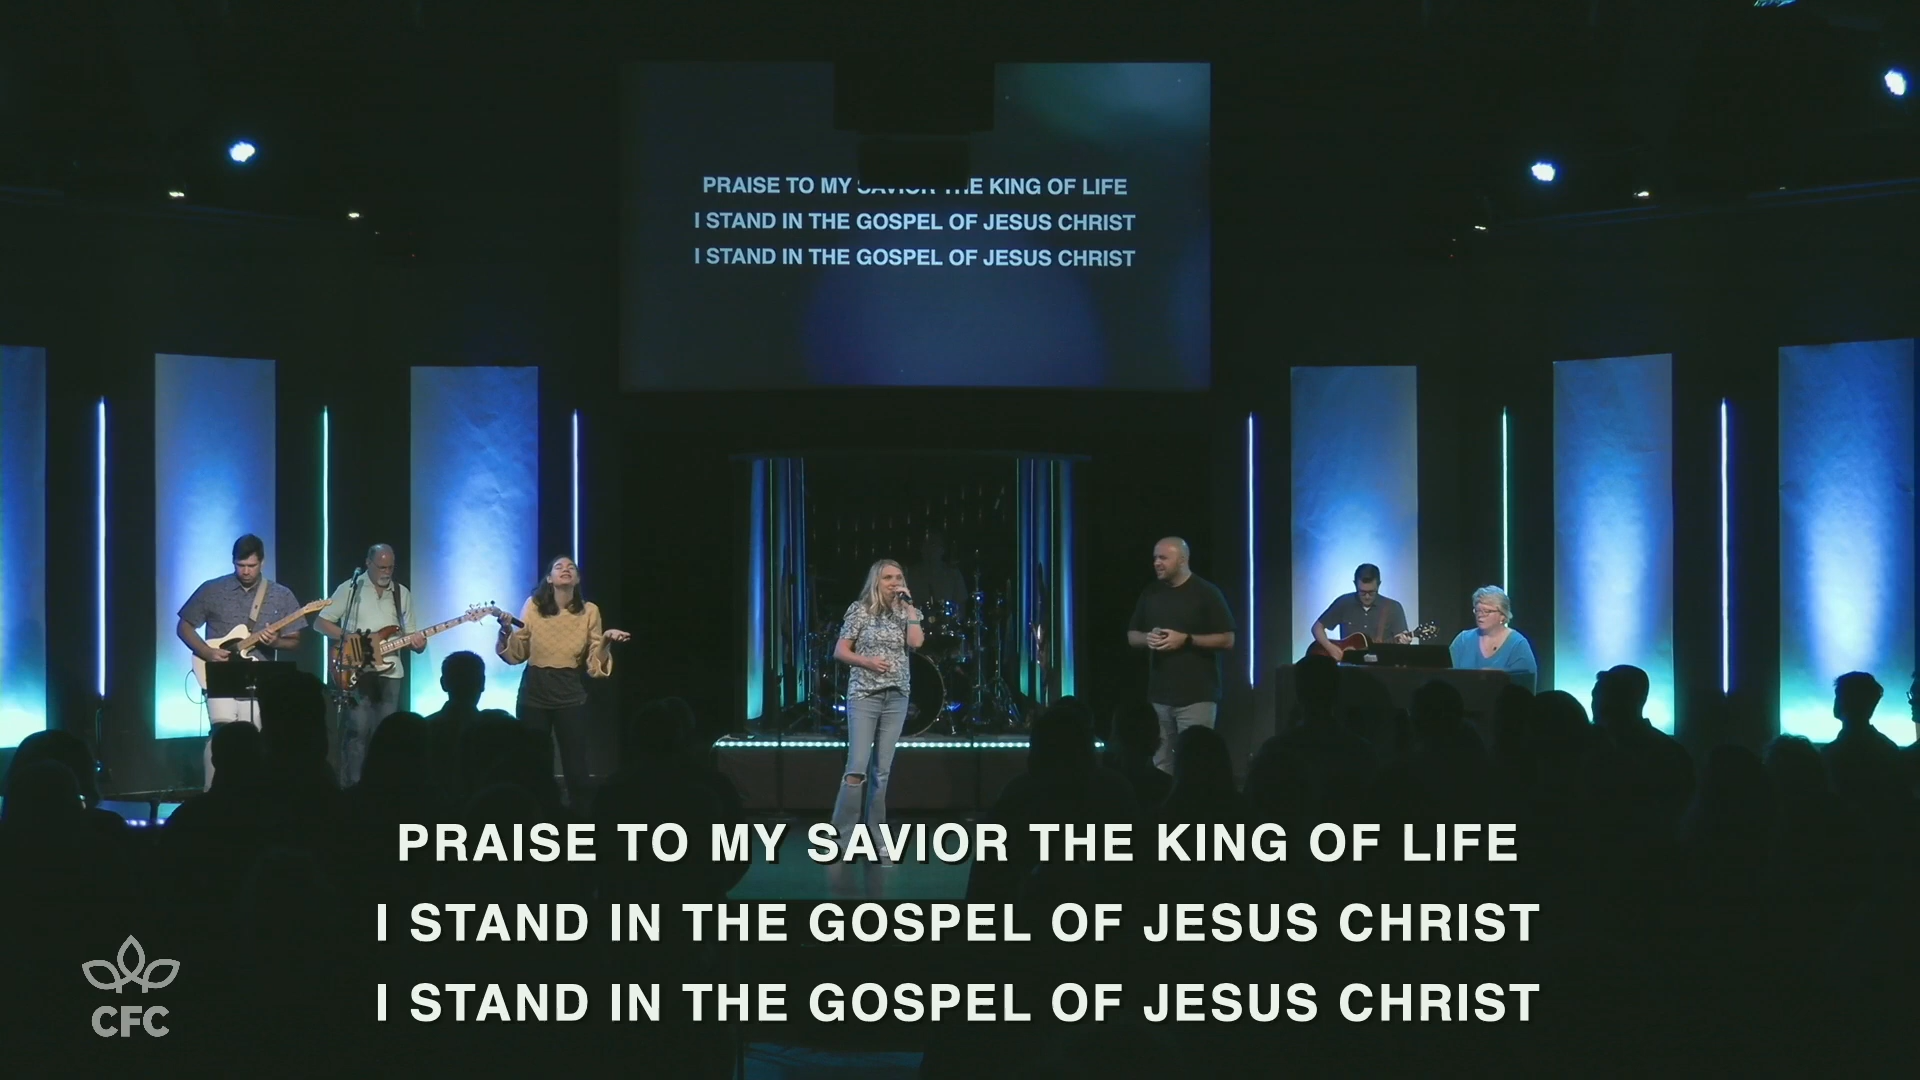 PRAISE TO MY SAVIOR THE KING OF LIFE
I STAND IN THE GOSPEL OF JESUS CHRIST
I STAND IN THE GOSPEL OF JESUS CHRIST
PRAISE TO MY SAVIOR THE KING OF LIFE
I STAND IN THE GOSPEL OF JESUS CHRIST
I STAND IN THE GOSPEL OF JESUS CHRIST
CFC